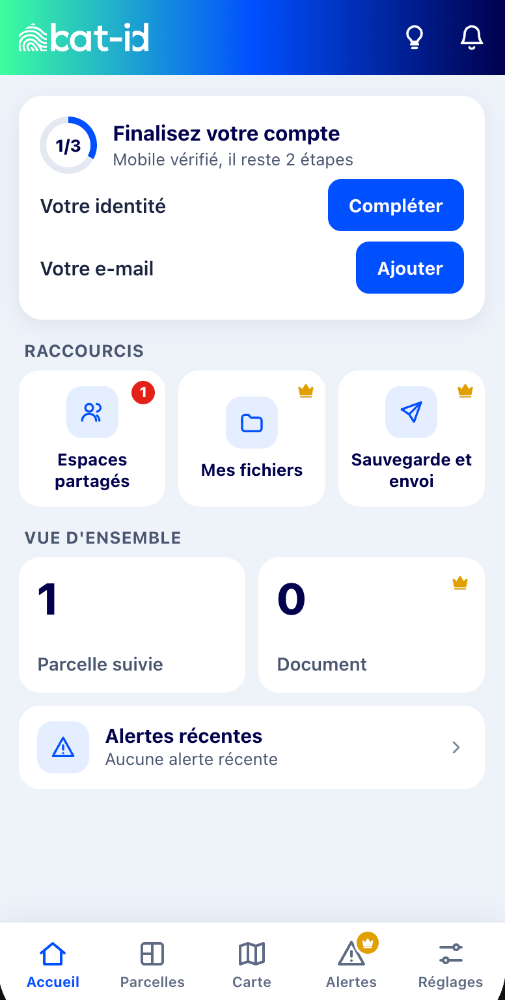 bat-id
1/3
Finalisez votre compte
Mobile vérifié, il reste 2 étapes
Votre identité
Compléter
Votre e-mail
Ajouter
RACCOURCIS
1
Espaces
partagés
Mes fichiers
Sauvegarde et
envoi
VUE D'ENSEMBLE
1
Parcelle suivie
0
Document
Alertes récentes
Aucune alerte récente
Accueil
Parcelles
Carte
Alertes
Réglages